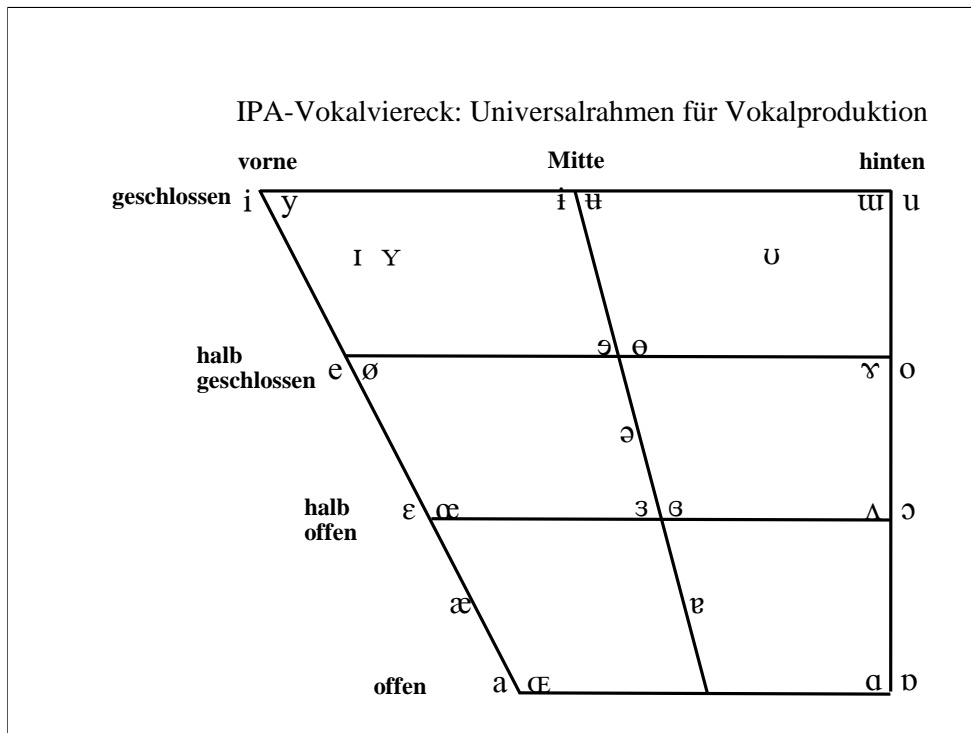 IPA-Vokalviereck: Universalrahmen für Vokalproduktion
vorne Mitte hinten
geschlossen i y ɨ ʉ ɯ u
ɪ ʏ ʊ
halb
geschlossen e ø ɘ ɵ ɤ o
ə
halb
offen ɛ œ ɜ ɞ ʌ ɔ
æ ɐ
offen a ɶ ɑ ɒ